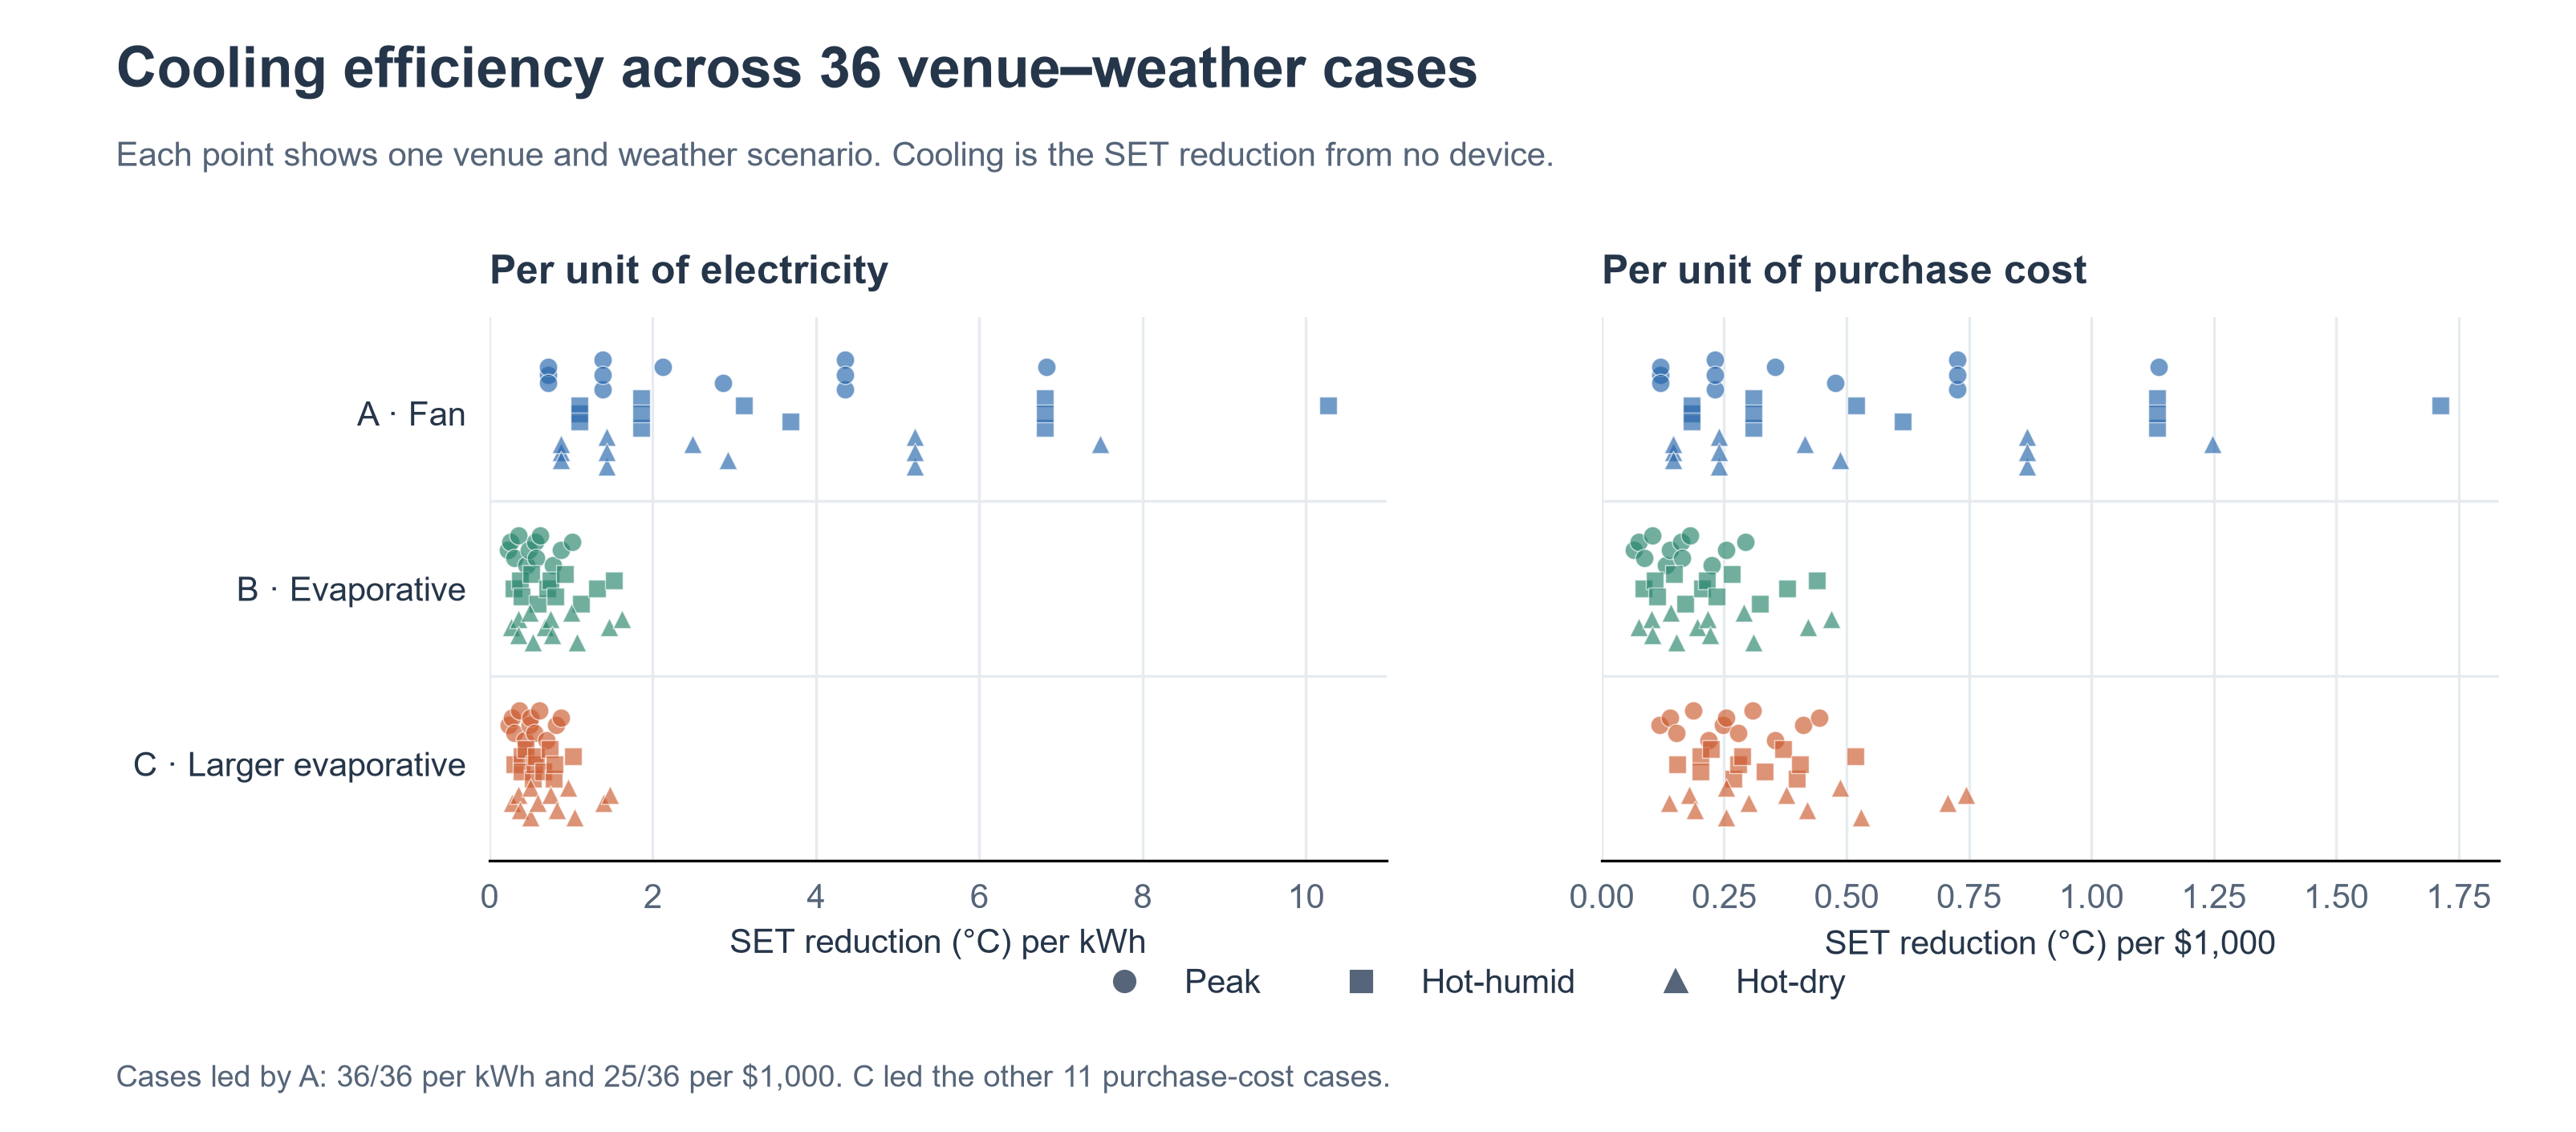 Cooling efficiency across 36 venue–weather cases
Each point shows one venue and weather scenario. Cooling is the SET reduction from no device.
Per unit of electricity
Per unit of purchase cost
A · Fan
B · Evaporative
C · Larger evaporative
0 2 4 6 8 10
0.00 0.25 0.50 0.75 1.00 1.25 1.50 1.75
SET reduction (°C) per kWh
SET reduction (°C) per $1,000
Peak Hot-humid Hot-dry
Cases led by A: 36/36 per kWh and 25/36 per $1,000. C led the other 11 purchase-cost cases.